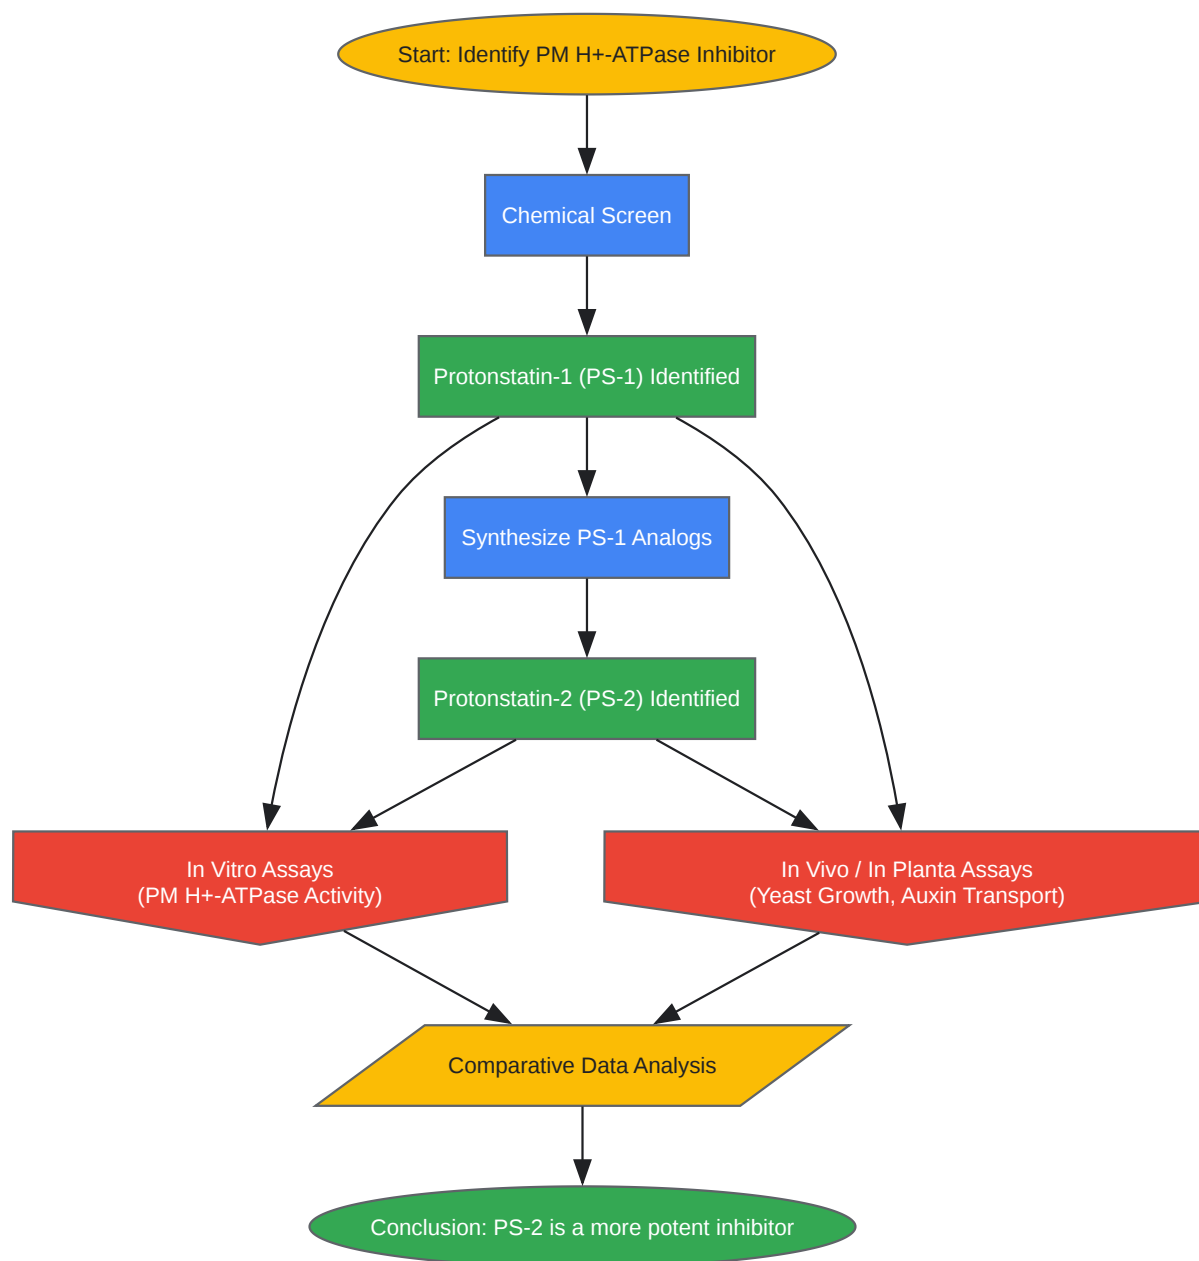 Start: Identify PM H+-ATPase Inhibitor
Chemical Screen
Protonstatin-1 (PS-1) Identified
Synthesize PS-1 Analogs
Protonstatin-2 (PS-2) Identified
In Vitro Assays
(PM H+-ATPase Activity)
In Vivo / In Planta Assays
(Yeast Growth, Auxin Transport)
Comparative Data Analysis
Conclusion: PS-2 is a more potent inhibitor